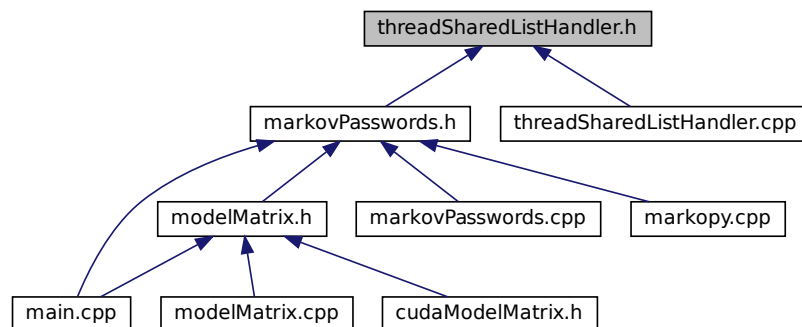 threadSharedListHandler.h
markovPasswords.h
threadSharedListHandler.cpp
modelMatrix.h
markovPasswords.cpp
markopy.cpp
main.cpp
modelMatrix.cpp
cudaModelMatrix.h